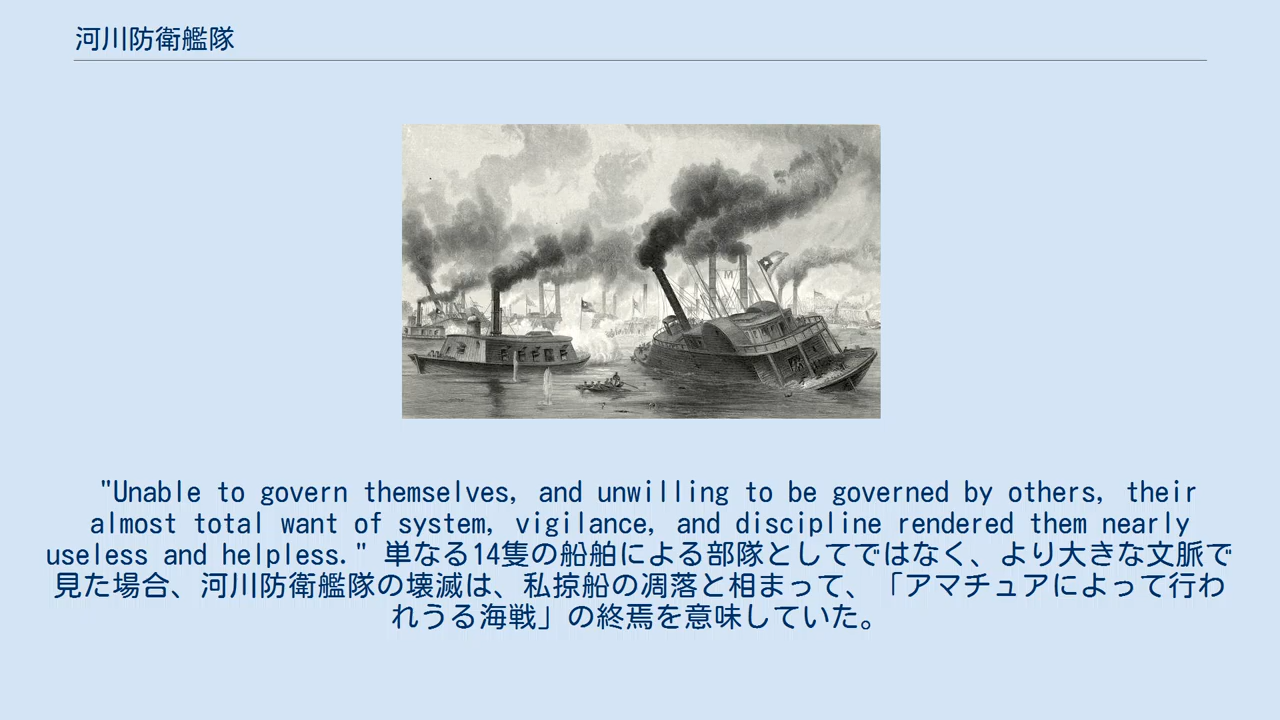 河川防衛艦隊
M
"Unable to govern themselves, and unwilling to be governed by others, their
almost total want of system, vigilance, and discipline rendered them nearly
useless and helpless." 単なる14隻の船舶による部隊としてではなく、より大きな文脈で
見た場合、河川防衛艦隊の壊滅は、私掠船の凋落と相まって、「アマチュアによって行わ
れうる海戦」の終焉を意味していた。